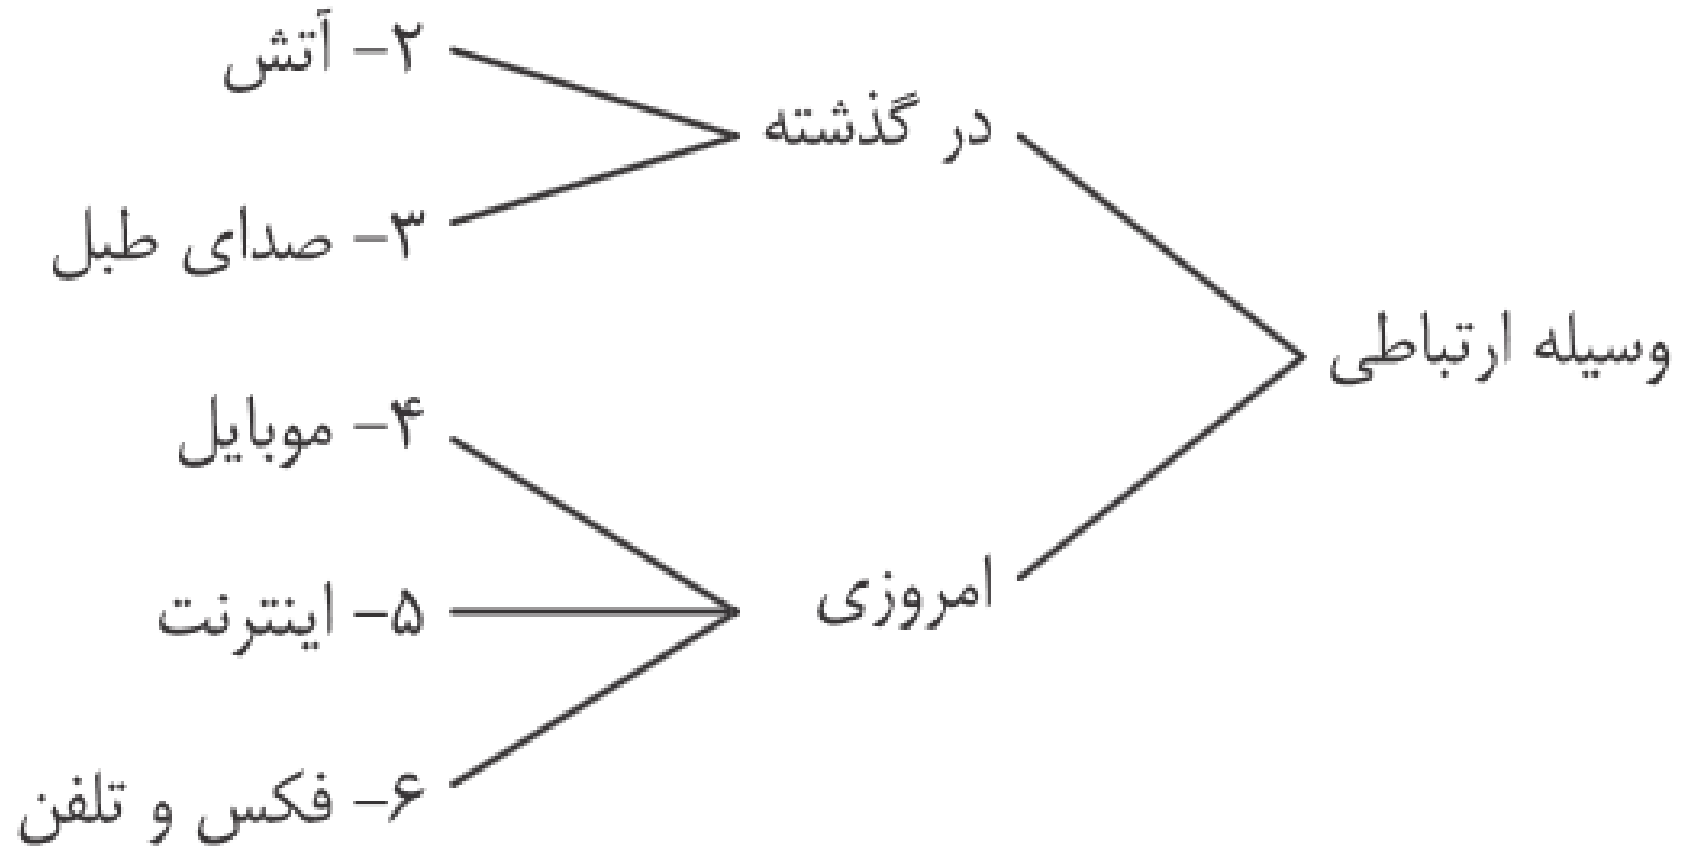 وسیله ارتباطی
در گذشته
۲– آتش
۳– صدای طبل
امروزی
۴– موبایل
۵– اینترنت
۶– فکس و تلفن